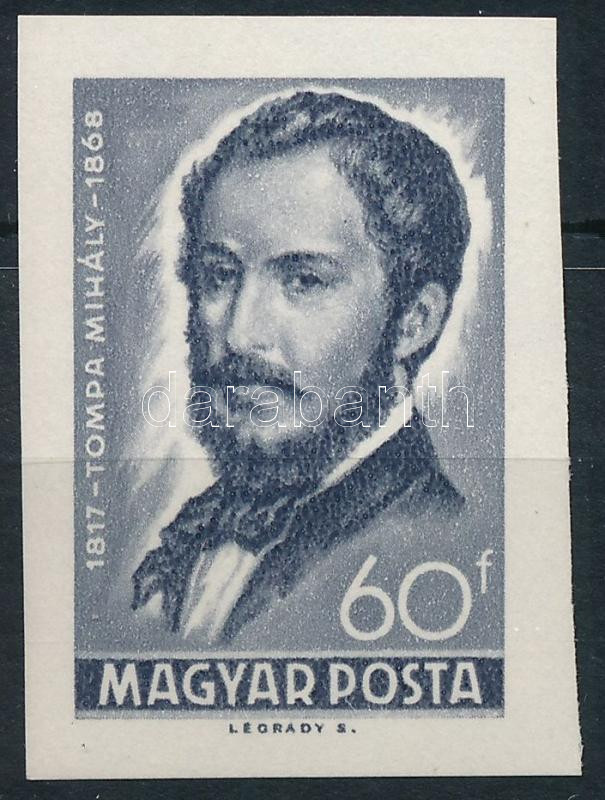 1817–TOMPA MIHÁLY–1868
darabanth
60f
MAGYAR POSTA
LÉGRÁDY S.